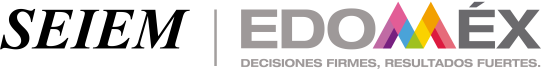 SEIEM
EDOMÉX
DECISIONES FIRMES, RESULTADOS FUERTES.